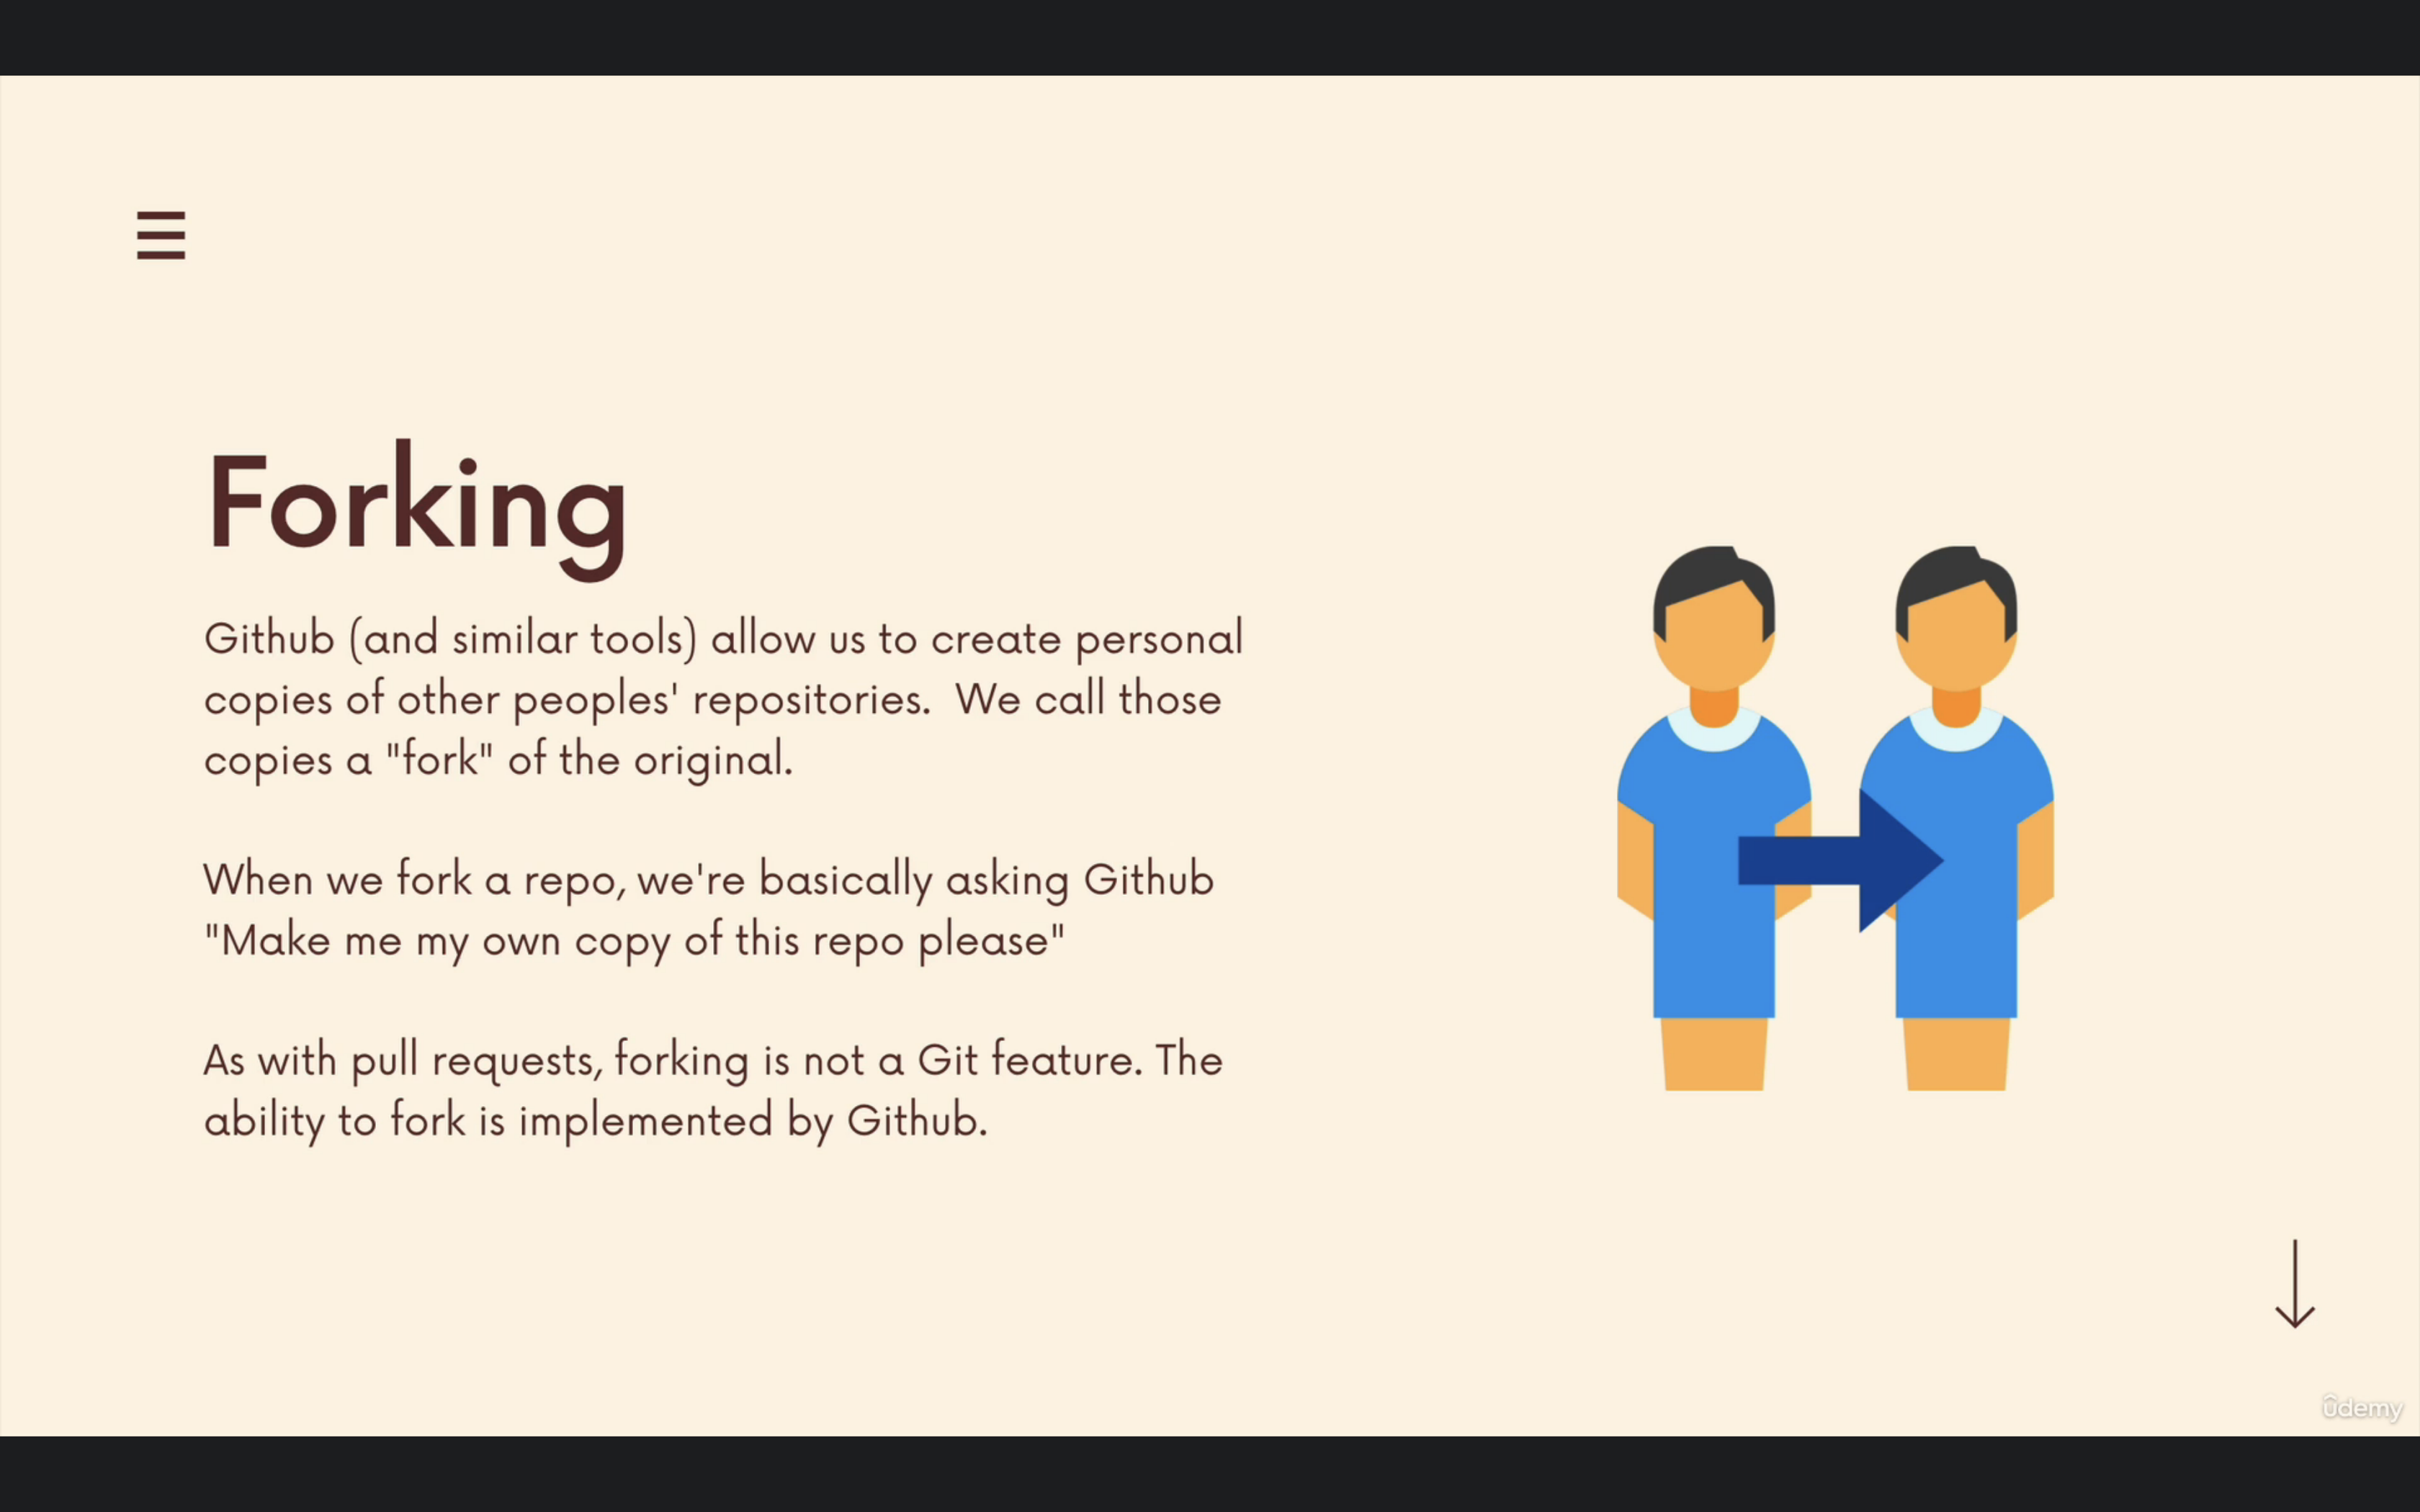 Forking
Github (and similar tools) allow us to create personal
copies of other peoples' repositories.  We call those
copies a "fork" of the original.
When we fork a repo, we're basically asking Github
"Make me my own copy of this repo please"
As with pull requests, forking is not a Git feature. The
ability to fork is implemented by Github.
udemy